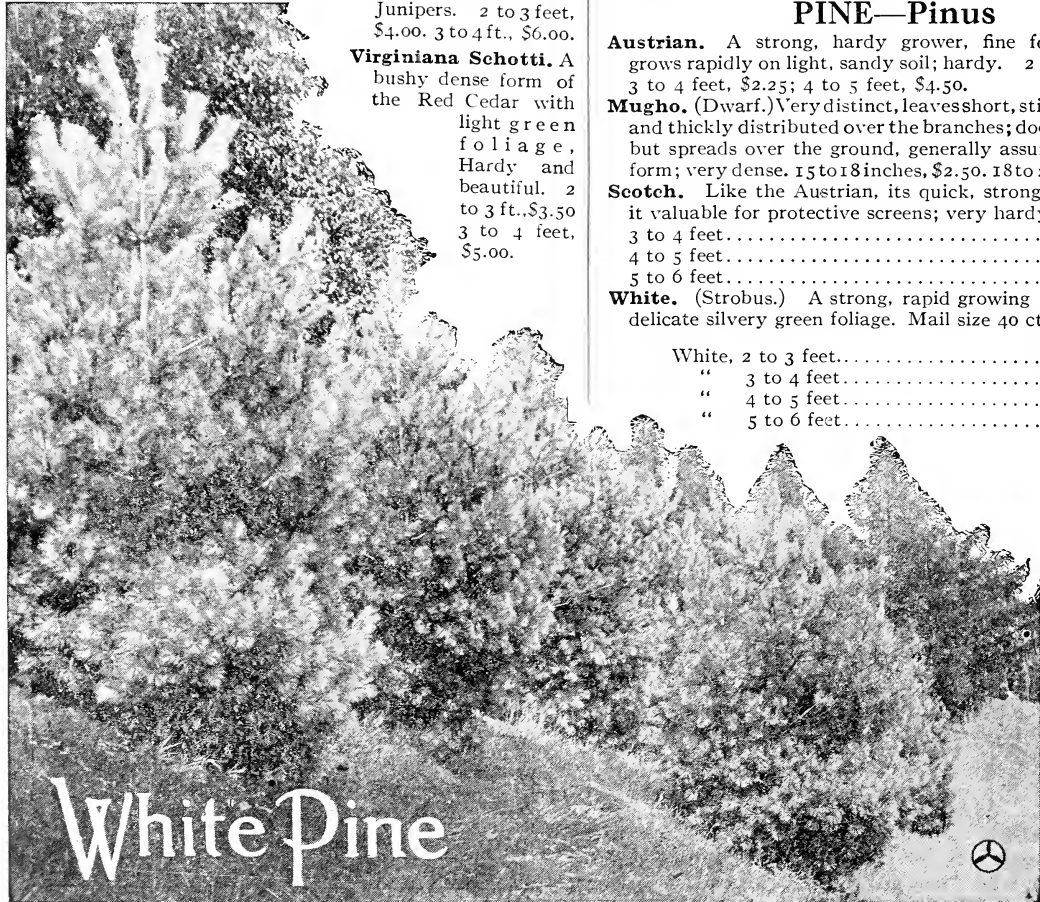 Junipers. 2 to 3 feet,
$4.00. 3 to 4 ft., $6.00.
Virginiana Schotti. A
bushy dense form of
the Red Cedar with
light green
foliage,
Hardy and
beautiful. 2
to 3 ft.,$3.50
3 to 4 feet,
$5.00.
PINE—Pinus
Austrian. A strong, hardy grower, fine
grows rapidly on light, sandy soil; hardy. 2
3 to 4 feet, $2.25; 4 to 5 feet, $4.50.
Mugho. (Dwarf.) Very distinct, leaves short,
and thickly distributed over the branches;
but spreads over the ground, generally
form; very dense. 15 to 18 inches, $2.50. 18 to
Scotch. Like the Austrian, its quick, strong
it valuable for protective screens; very hardy
3 to 4 feet
4 to 5 feet
5 to 6 feet
White. (Strobus.) A strong, rapid growing
delicate silvery green foliage. Mail size 40
White, 2 to 3 feet
“ 3 to 4 feet
“ 4 to 5 feet
“ 5 to 6 feet
White Pine